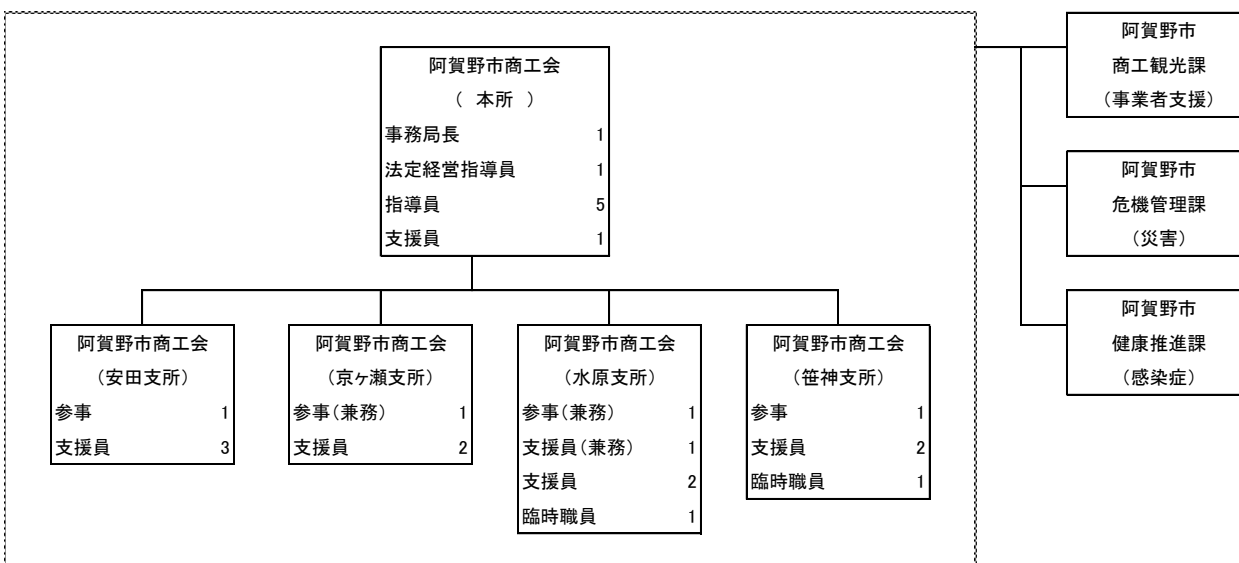 阿賀野市商工会
（ 本所 ）
事務局長 1
法定経営指導員 1
指導員 5
支援員 1
阿賀野市商工会
（安田支所）
参事 1
支援員 3
阿賀野市商工会
（京ヶ瀬支所）
参事（兼務） 1
支援員 2
阿賀野市商工会
（水原支所）
参事（兼務） 1
支援員（兼務） 1
支援員 2
臨時職員 1
阿賀野市商工会
（笹神支所）
参事 1
支援員 2
臨時職員 1
阿賀野市
商工観光課
（事業者支援）
阿賀野市
危機管理課
（災害）
阿賀野市
健康推進課
（感染症）